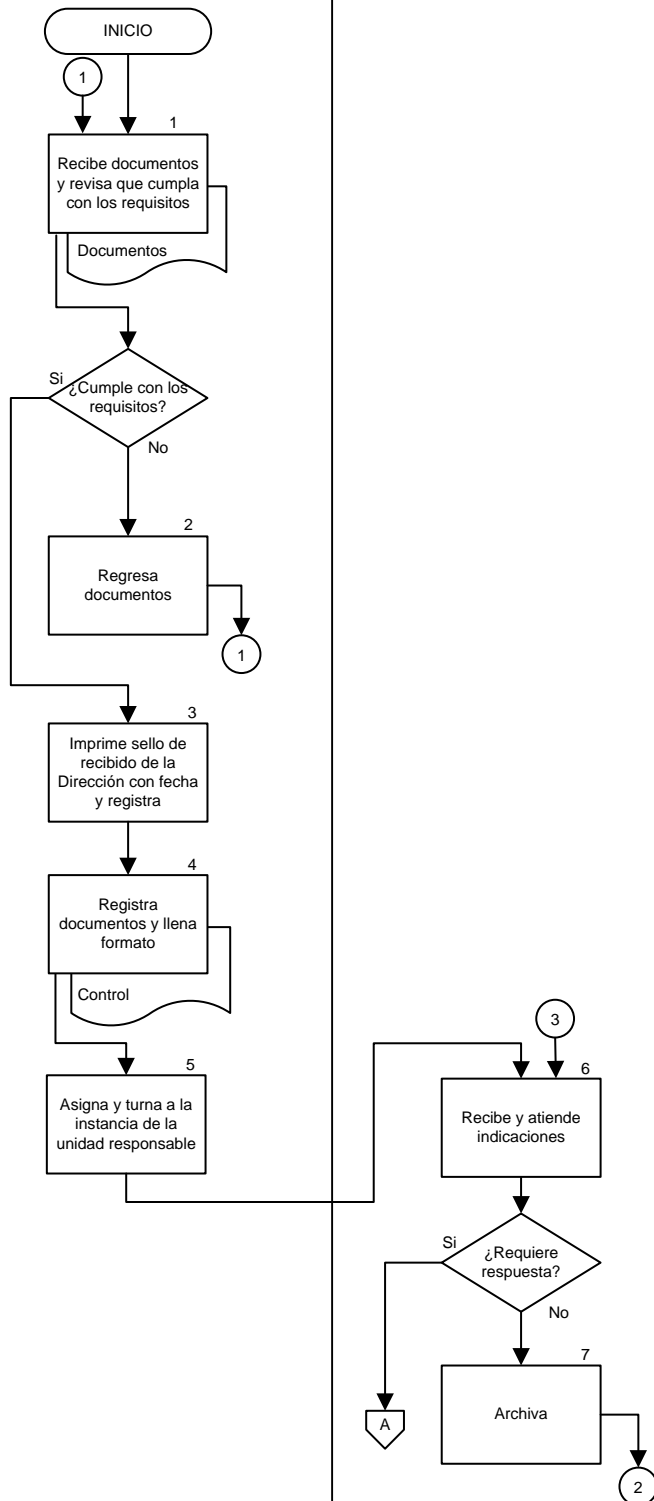 INICIO
1
1
Recibe documentos
y revisa que cumpla
con los requisitos
Documentos
Si
¿Cumple con los
requisitos?
No
2
Regresa
documentos
1
3
Imprime sello de
recibido de la
Dirección con fecha
y registra
4
Registra
documentos y llena
formato
Control
5
Asigna y turna a la
instancia de la
unidad responsable
3
6
Recibe y atiende
indicaciones
Si
¿Requiere
respuesta?
No
7
Archiva
A
2